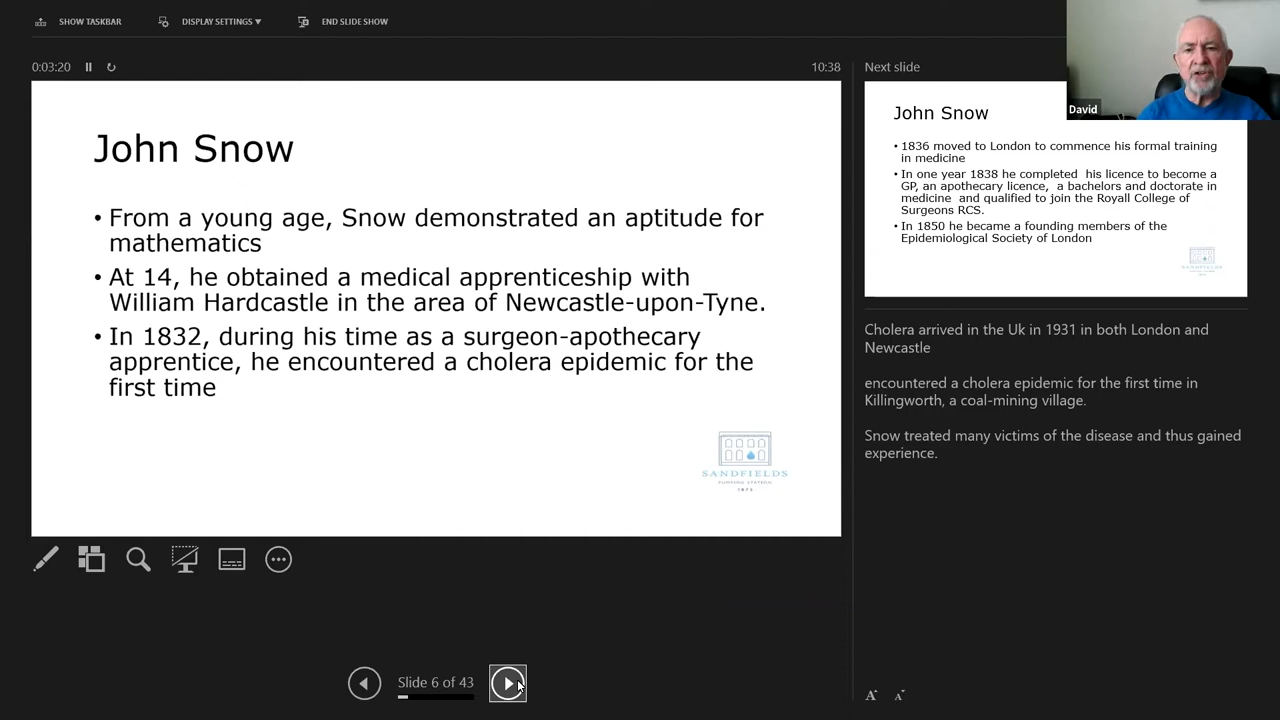 SHOW TASKBAR
DISPLAY SETTINGS ▼
END SLIDE SHOW
0:03:20
10:38
John Snow
• From a young age, Snow demonstrated an aptitude for
mathematics
• At 14, he obtained a medical apprenticeship with
William Hardcastle in the area of Newcastle-upon-Tyne.
• In 1832, during his time as a surgeon-apothecary
apprentice, he encountered a cholera epidemic for the
first time
SANDFIELDS
PUMPING STATION
1873
Slide 6 of 43
Next slide
David
John Snow
• 1836 moved to London to commence his formal training
in medicine
• In one year 1838 he completed his licence to become a
GP, an apothecary licence, a bachelors and doctorate in
medicine and qualified to join the Royall College of
Surgeons RCS.
• In 1850 he became a founding members of the
Epidemiological Society of London
SANDFIELDS
Cholera arrived in the Uk in 1931 in both London and
Newcastle
encountered a cholera epidemic for the first time in
Killingworth, a coal-mining village.
Snow treated many victims of the disease and thus gained
experience.
A A